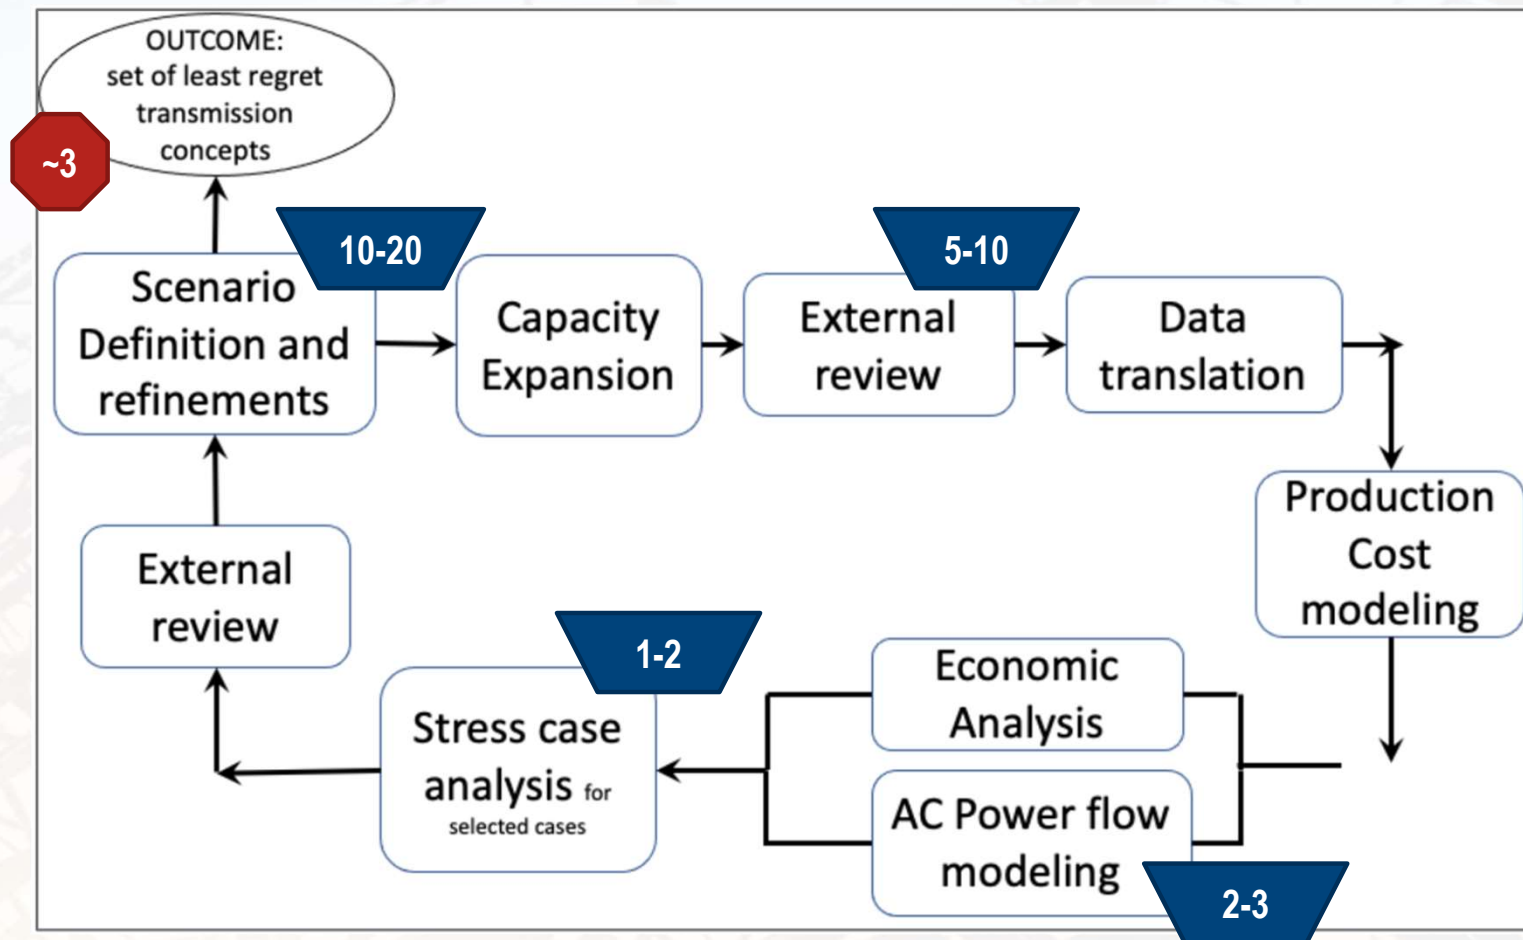 OUTCOME:
set of least regret
transmission
concepts
~3
10-20
5-10
Scenario
Definition and
refinements
Capacity
Expansion
External
review
Data
translation
Production
Cost
modeling
External
review
1-2
Stress case
analysis for
selected cases
Economic
Analysis
AC Power flow
modeling
2-3